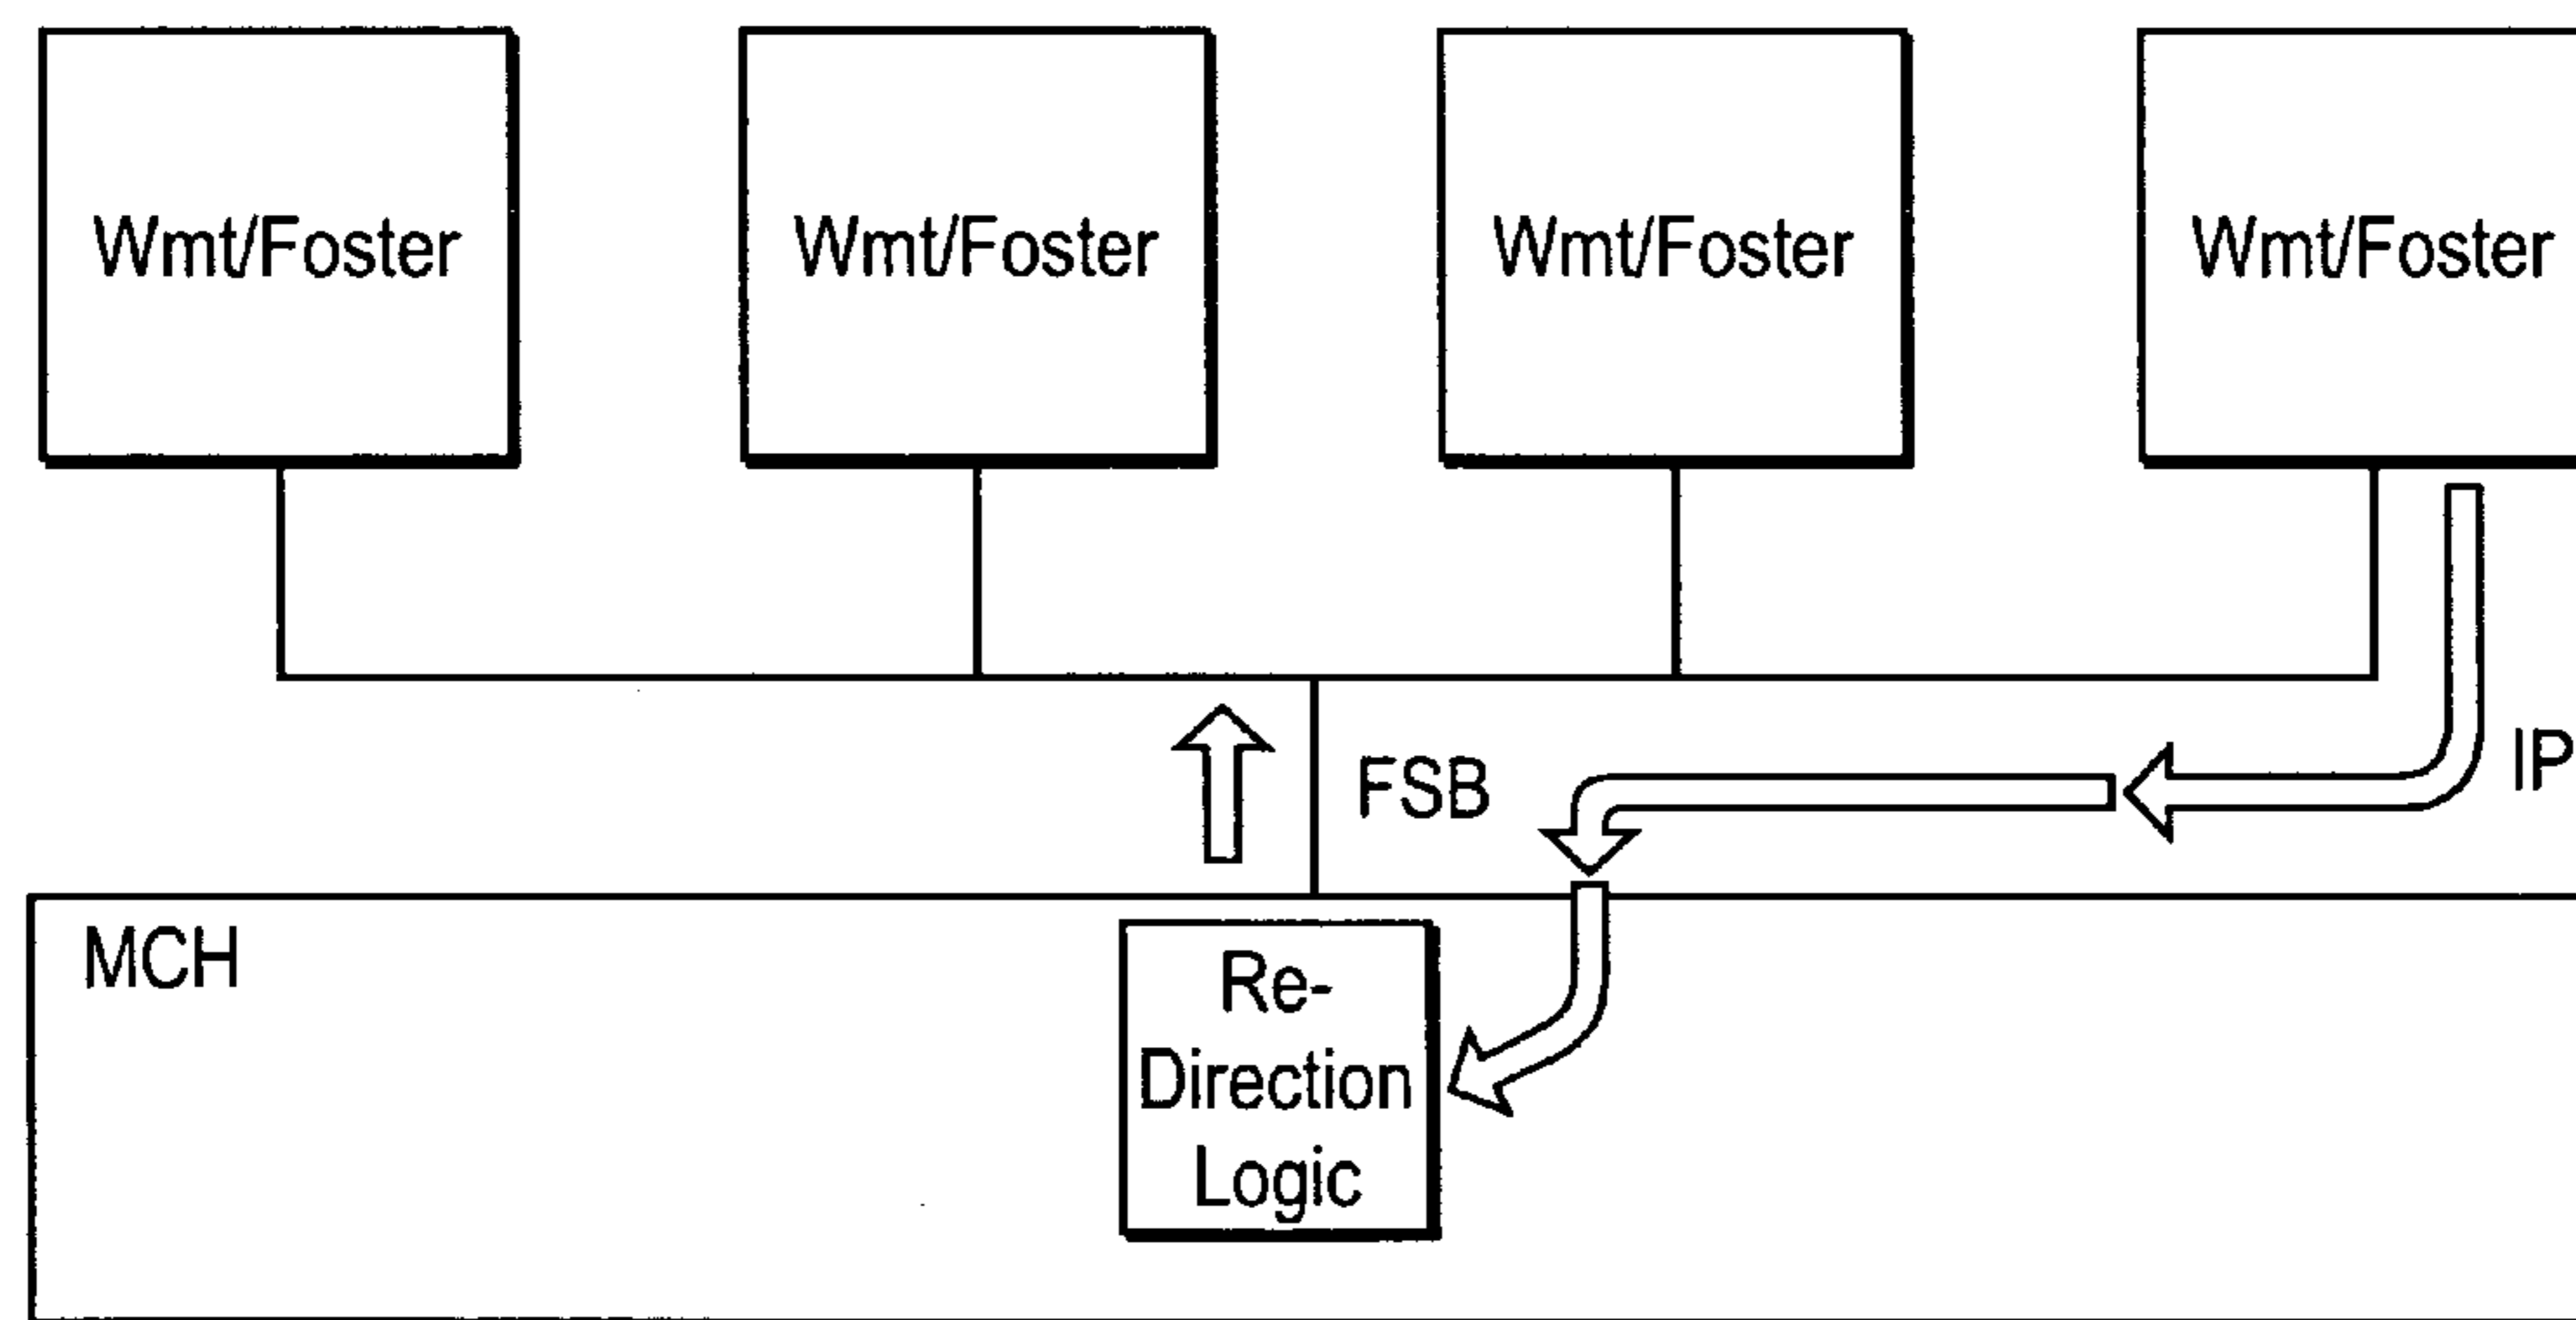 Wmt/Foster
Wmt/Foster
Wmt/Foster
Wmt/Foster
FSB
IP
MCH
Re-
Direction
Logic